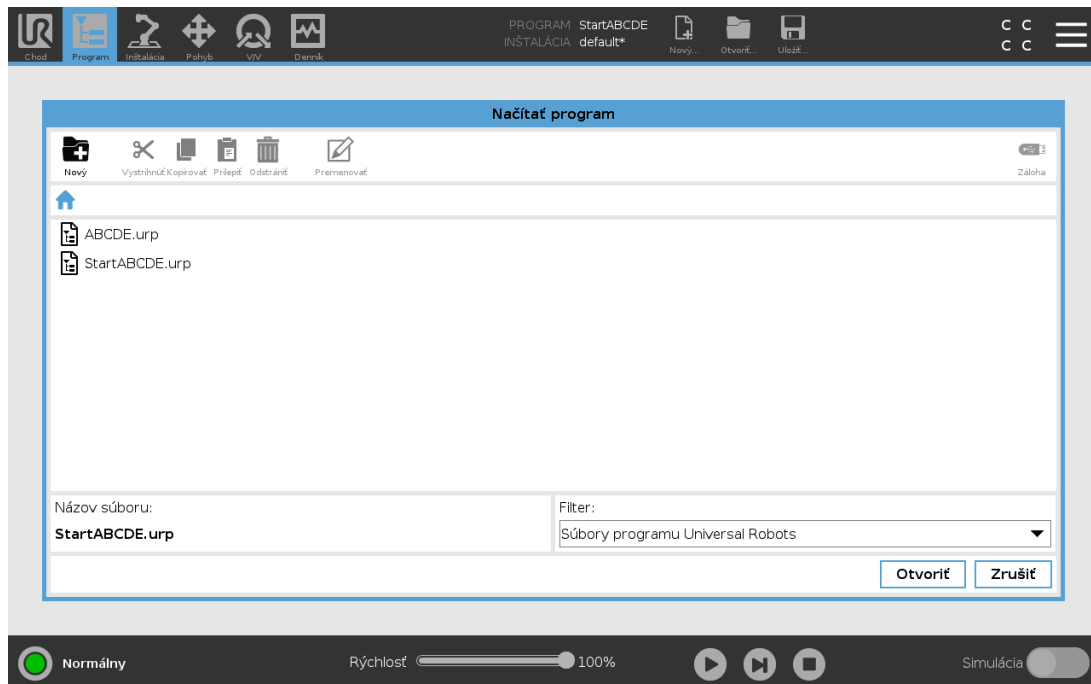 UR
Chod
Program
Inštalácia
Pohyb
V/V
Denník
PROGRAM StartABCDE
INŠTALÁCIA default*
Nový...
Otvoriť...
Uložiť...
C C
C C
Načítať program
Nový
Vystrihnúť Kopírovať Prilepiť Odstrániť
Premenovať
Záloha
ABCDE.urp
StartABCDE.urp
Názov súboru:
StartABCDE.urp
Filter:
Súbory programu Universal Robots
Otvoriť
Zrušiť
Normálny
Rýchlosť
100%
Simulácia